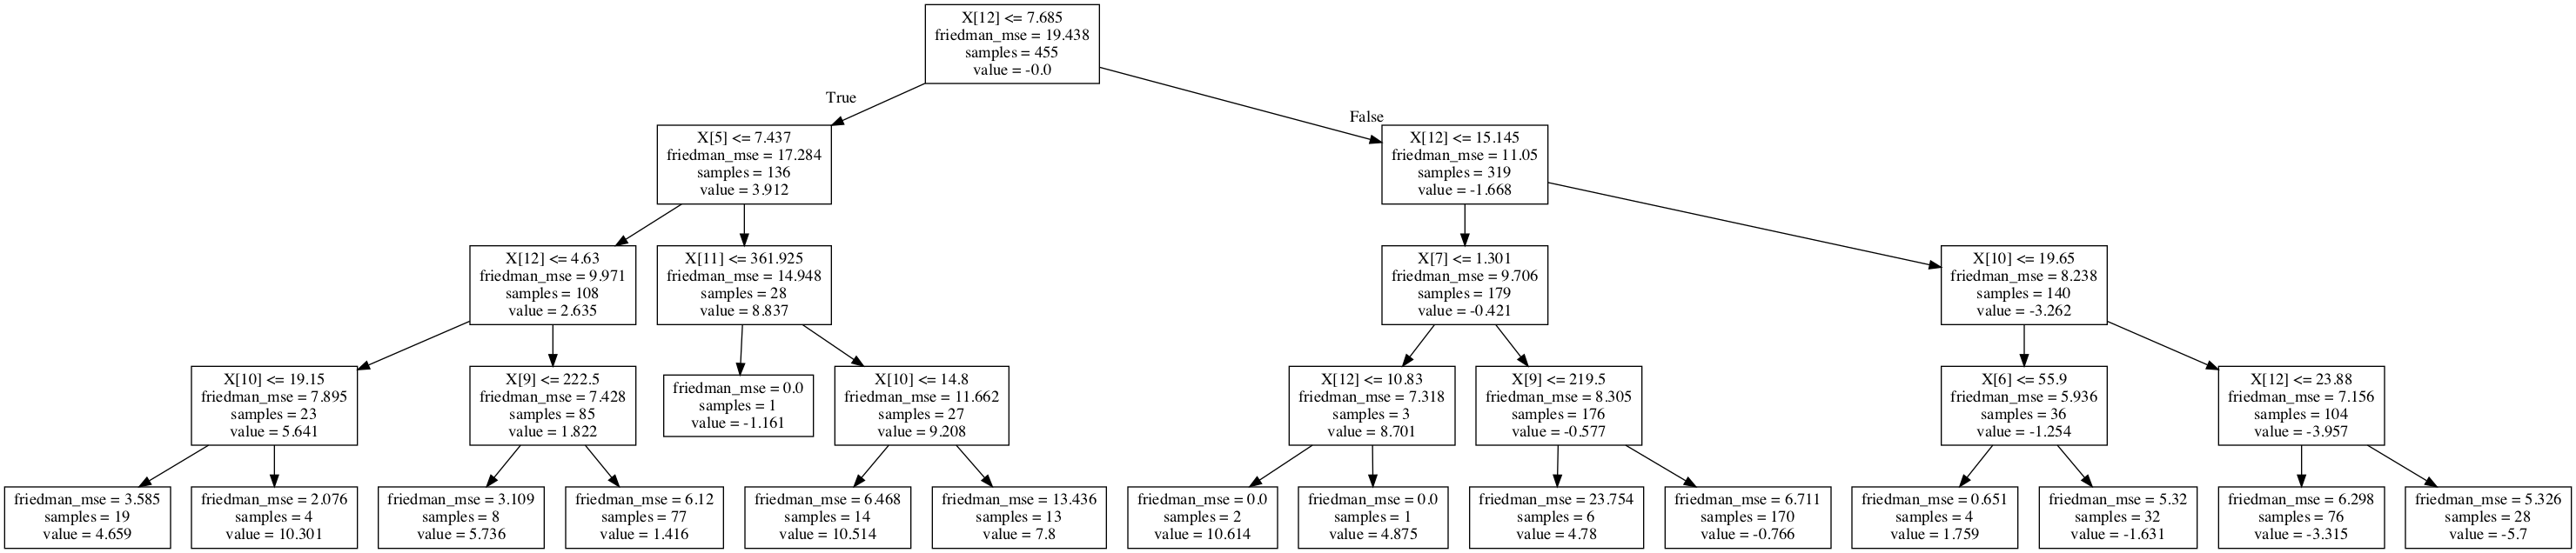 X[12] <= 7.685
friedman_mse = 19.438
samples = 455
value = -0.0
True
False
X[5] <= 7.437
friedman_mse = 17.284
samples = 136
value = 3.912
X[12] <= 15.145
friedman_mse = 11.05
samples = 319
value = -1.668
X[12] <= 4.63
friedman_mse = 9.971
samples = 108
value = 2.635
X[11] <= 361.925
friedman_mse = 14.948
samples = 28
value = 8.837
X[7] <= 1.301
friedman_mse = 9.706
samples = 179
value = -0.421
X[10] <= 19.65
friedman_mse = 8.238
samples = 140
value = -3.262
X[10] <= 19.15
friedman_mse = 7.895
samples = 23
value = 5.641
X[9] <= 222.5
friedman_mse = 7.428
samples = 85
value = 1.822
friedman_mse = 0.0
samples = 1
value = -1.161
X[10] <= 14.8
friedman_mse = 11.662
samples = 27
value = 9.208
X[12] <= 10.83
friedman_mse = 7.318
samples = 3
value = 8.701
X[9] <= 219.5
friedman_mse = 8.305
samples = 176
value = -0.577
X[6] <= 55.9
friedman_mse = 5.936
samples = 36
value = -1.254
X[12] <= 23.88
friedman_mse = 7.156
samples = 104
value = -3.957
friedman_mse = 3.585
samples = 19
value = 4.659
friedman_mse = 2.076
samples = 4
value = 10.301
friedman_mse = 3.109
samples = 8
value = 5.736
friedman_mse = 6.12
samples = 77
value = 1.416
friedman_mse = 6.468
samples = 14
value = 10.514
friedman_mse = 13.436
samples = 13
value = 7.8
friedman_mse = 0.0
samples = 2
value = 10.614
friedman_mse = 0.0
samples = 1
value = 4.875
friedman_mse = 23.754
samples = 6
value = 4.78
friedman_mse = 6.711
samples = 170
value = -0.766
friedman_mse = 0.651
samples = 4
value = 1.759
friedman_mse = 5.32
samples = 32
value = -1.631
friedman_mse = 6.298
samples = 76
value = -3.315
friedman_mse = 5.326
samples = 28
value = -5.7